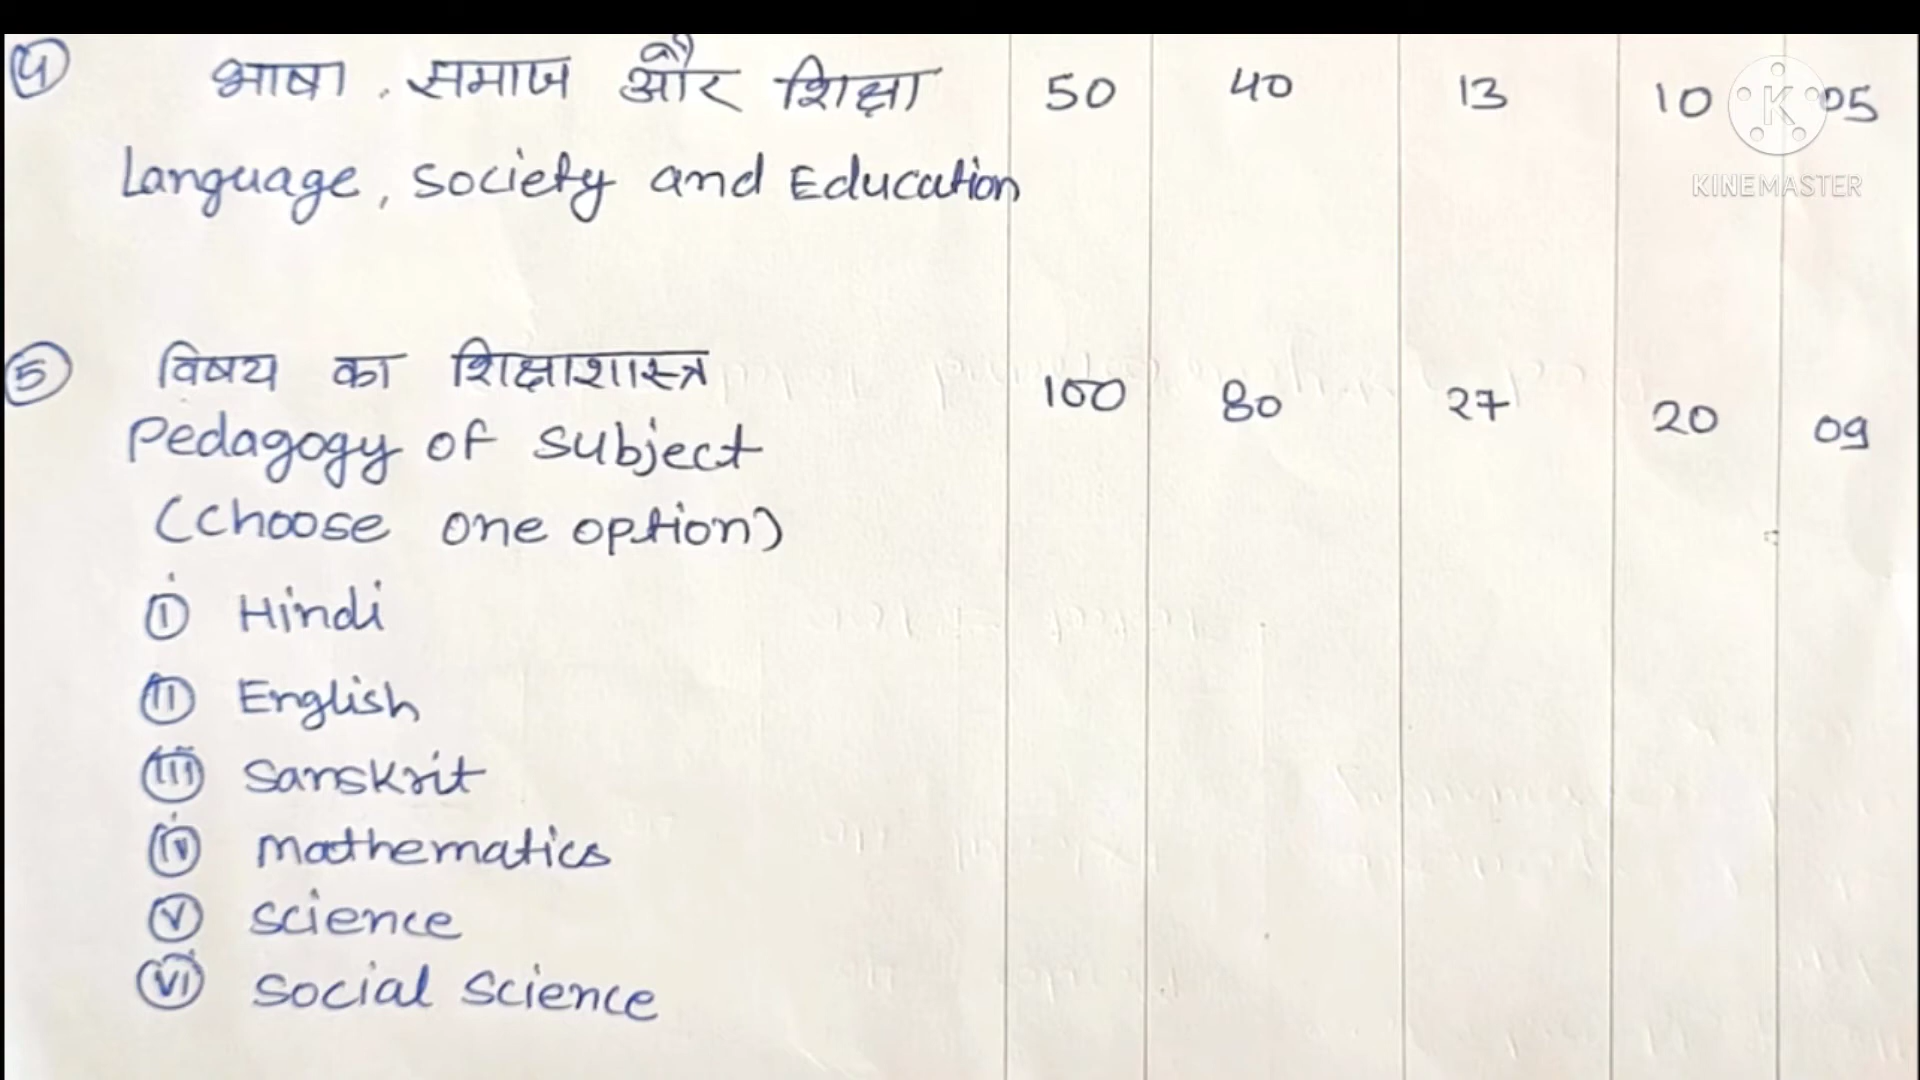 4 भाषा, समाज और शिक्षा 50 40 13 10 05
Language, Society and Education
KINEMASTER
5 विषय का शिक्षाशास्त्र 100 80 27 20 09
Pedagogy of subject
(Choose one option)
I Hindi
II English
III Sanskrit
IV Mathematics
V Science
VI Social Science